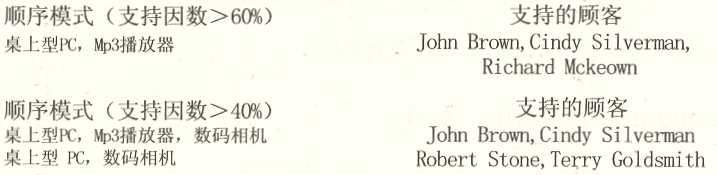 顺序模式（支持因数＞60%） 支持的顾客
桌上型PC，Mp3播放器 John Brown,Cindy Silverman,
Richard Mckeown
顺序模式（支持因数＞40%） 支持的顾客
桌上型PC，Mp3播放器，数码相机 John Brown,Cindy Silverman
桌上型 PC，数码相机 Robert Stone,Terry Goldsmith